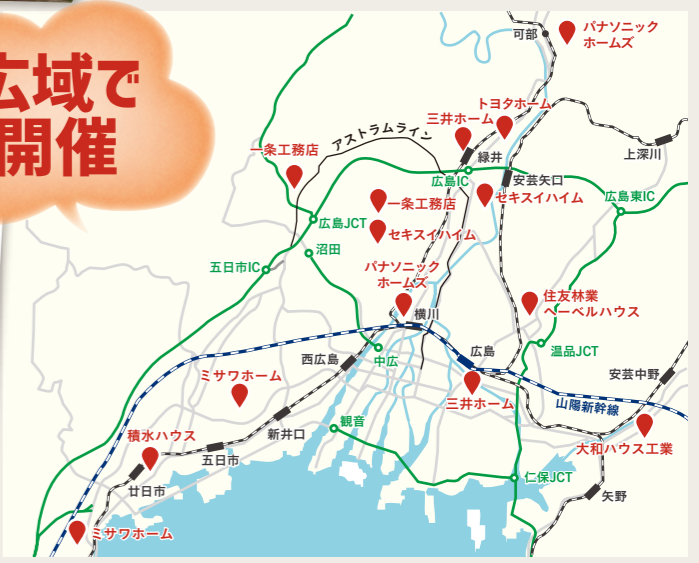 広域で
開催
可部
パナソニック
ホームズ
トヨタホーム
三井ホーム
アストラムライン
一条工務店
緑井
上深川
広島IC
安芸矢口
セキスイハイム
広島東IC
一条工務店
広島JCT
セキスイハイム
沼田
五日市IC
パナソニック
ホームズ
住友林業
ヘーベルハウス
横川
広島
温品JCT
西広島
中広
安芸中野
ミサワホーム
三井ホーム
山陽新幹線
観音
新井口
積水ハウス
五日市
大和ハウス工業
廿日市
仁保JCT
矢野
ミサワホーム